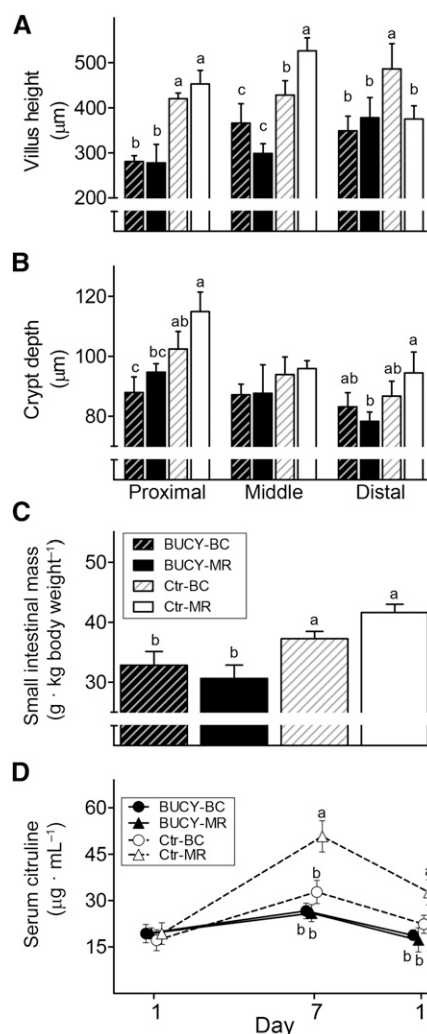 A
Villus height
(μm)
500
400
300
200
b b a a
c c b a
b b a b
B
Crypt depth
(μm)
120
100
80
c bc ab a
ab b ab a
Proximal Middle Distal
C
Small intestinal mass
(g · kg body weight⁻¹)
50
40
30
BUCY-BC
BUCY-MR
Ctr-BC
Ctr-MR
b b a a
D
Serum citruline
(μg · mL⁻¹)
60
45
30
15
BUCY-BC
BUCY-MR
Ctr-BC
Ctr-MR
a
b
b b
a
b
b b
1 7 1
Day